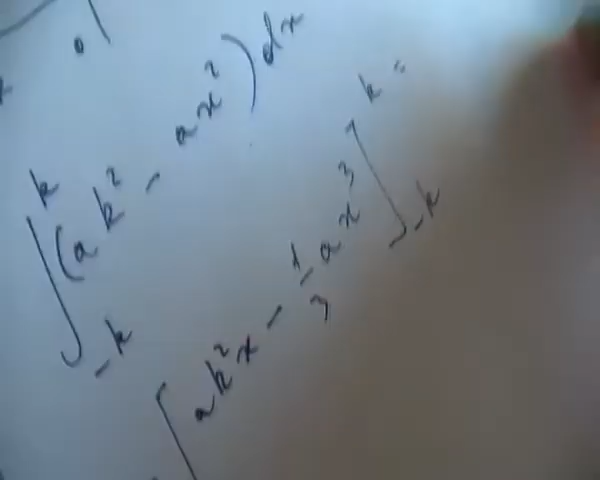 ∫_{-k}^{k} (ak² - ax²) dx
[ak²x - 1/3 ax³]_{-k}^{k} =